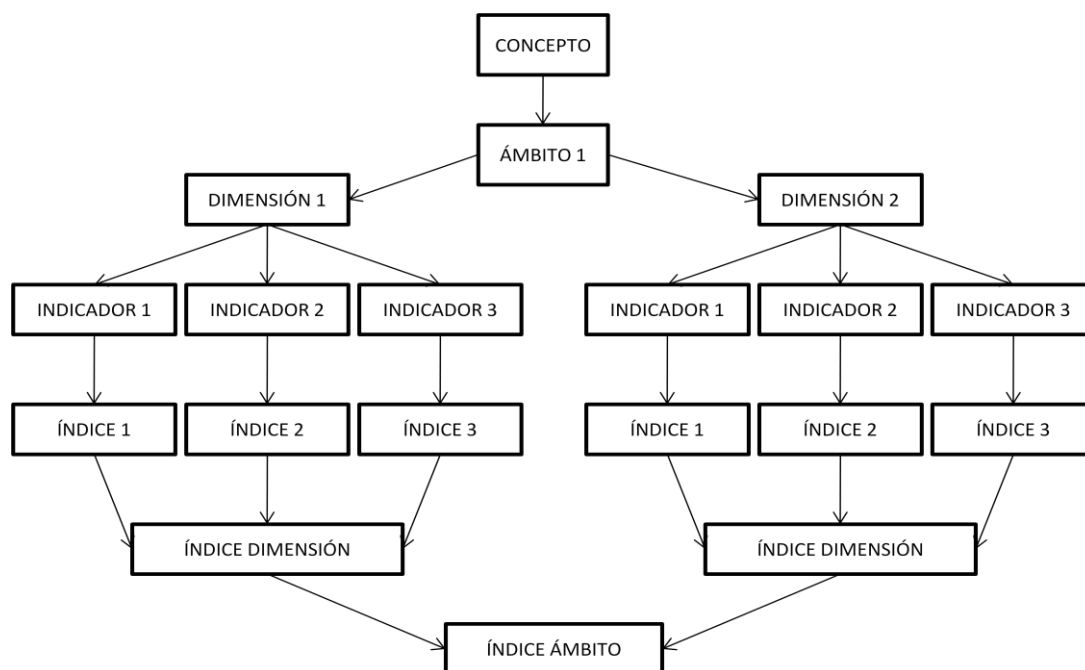 CONCEPTO
ÁMBITO 1
DIMENSIÓN 1
DIMENSIÓN 2
INDICADOR 1
INDICADOR 2
INDICADOR 3
INDICADOR 1
INDICADOR 2
INDICADOR 3
ÍNDICE 1
ÍNDICE 2
ÍNDICE 3
ÍNDICE 1
ÍNDICE 2
ÍNDICE 3
ÍNDICE DIMENSIÓN
ÍNDICE DIMENSIÓN
ÍNDICE ÁMBITO